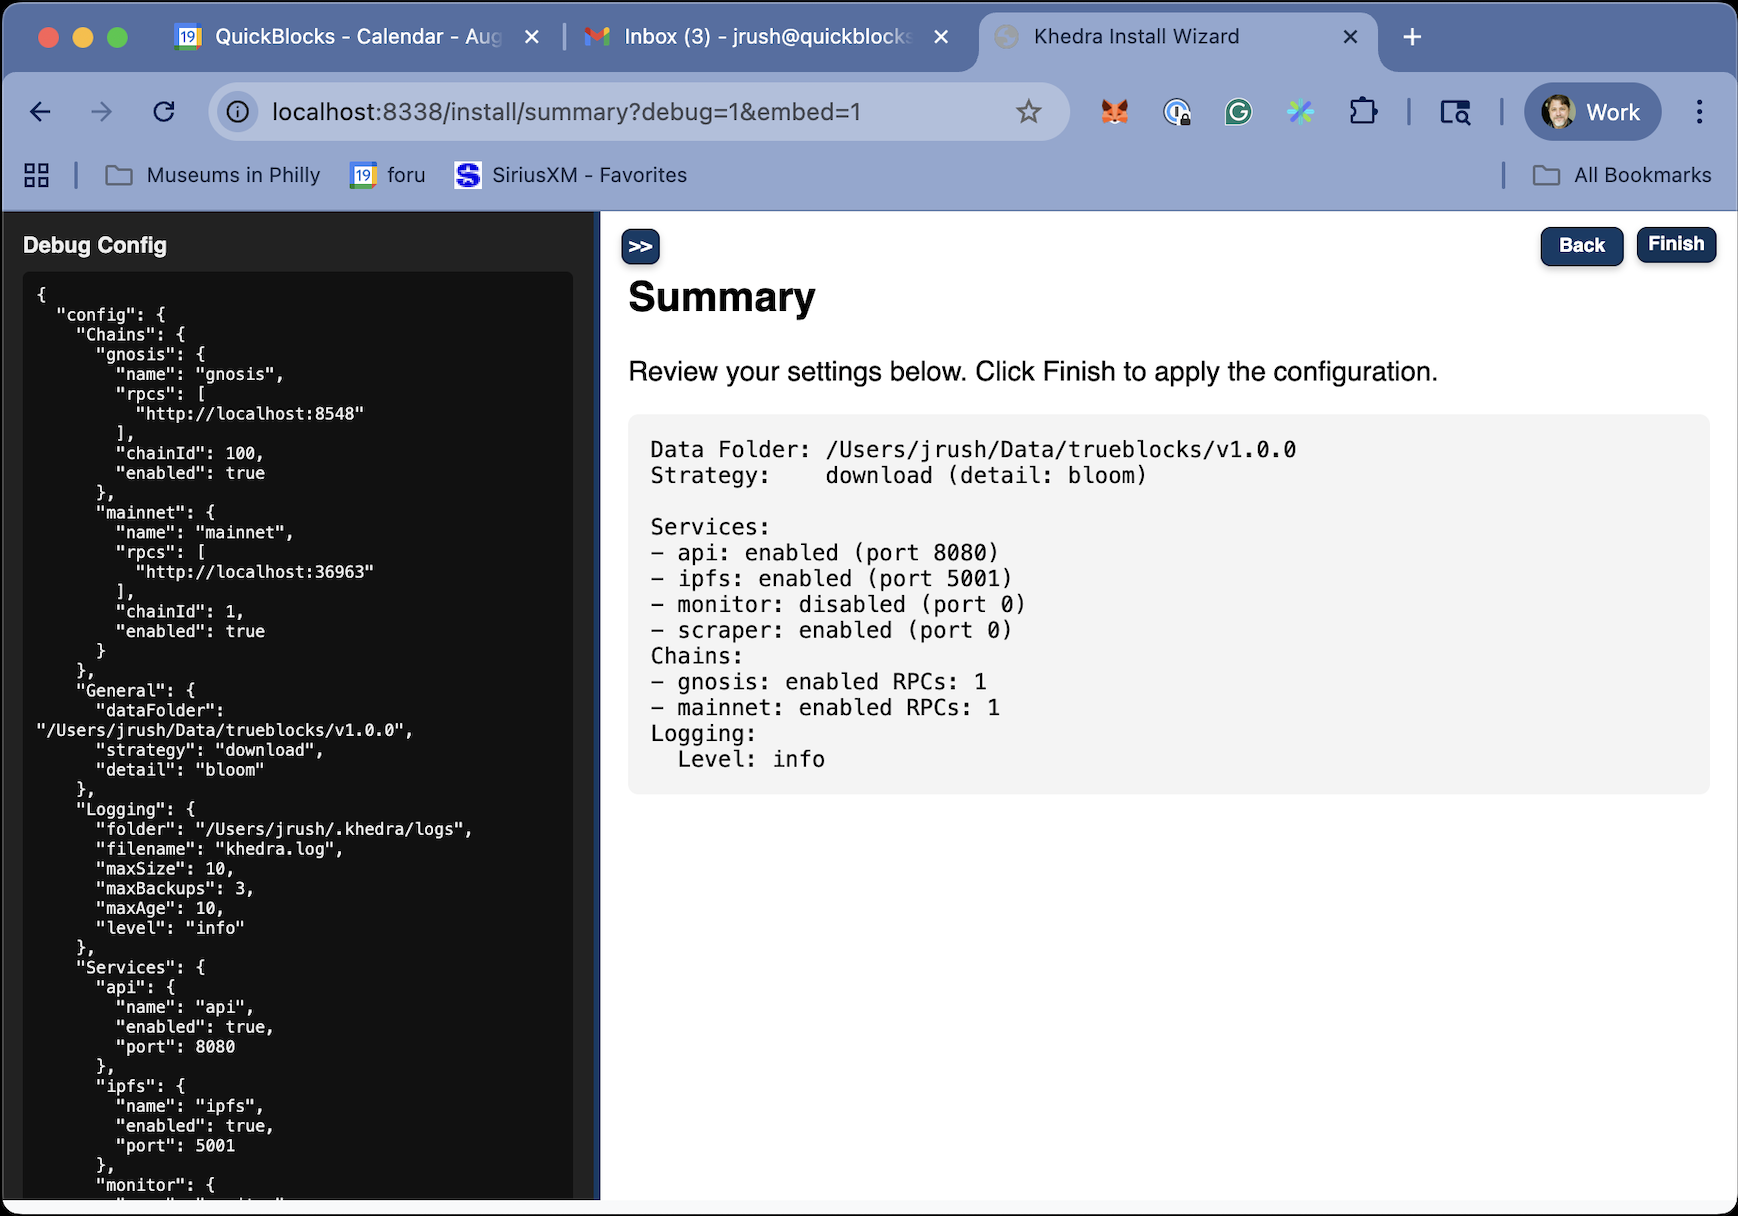 QuickBlocks - Calendar - Aug
Inbox (3) - jrush@quickblocks
Khedra Install Wizard
localhost:8338/install/summary?debug=1&embed=1
Work
Museums in Philly
19 foru
SiriusXM - Favorites
All Bookmarks
Debug Config
{
  "config": {
    "Chains": {
      "gnosis": {
        "name": "gnosis",
        "rpcs": [
          "http://localhost:8548"
        ],
        "chainId": 100,
        "enabled": true
      },
      "mainnet": {
        "name": "mainnet",
        "rpcs": [
          "http://localhost:36963"
        ],
        "chainId": 1,
        "enabled": true
      }
    },
    "General": {
      "dataFolder":
"/Users/jrush/Data/trueblocks/v1.0.0",
      "strategy": "download",
      "detail": "bloom"
    },
    "Logging": {
      "folder": "/Users/jrush/.khedra/logs",
      "filename": "khedra.log",
      "maxSize": 10,
      "maxBackups": 3,
      "maxAge": 10,
      "level": "info"
    },
    "Services": {
      "api": {
        "name": "api",
        "enabled": true,
        "port": 8080
      },
      "ipfs": {
        "name": "ipfs",
        "enabled": true,
        "port": 5001
      },
      "monitor": {
>>
Back
Finish
Summary
Review your settings below. Click Finish to apply the configuration.
Data Folder: /Users/jrush/Data/trueblocks/v1.0.0
Strategy:    download (detail: bloom)
Services:
- api: enabled (port 8080)
- ipfs: enabled (port 5001)
- monitor: disabled (port 0)
- scraper: enabled (port 0)
Chains:
- gnosis: enabled RPCs: 1
- mainnet: enabled RPCs: 1
Logging:
  Level: info